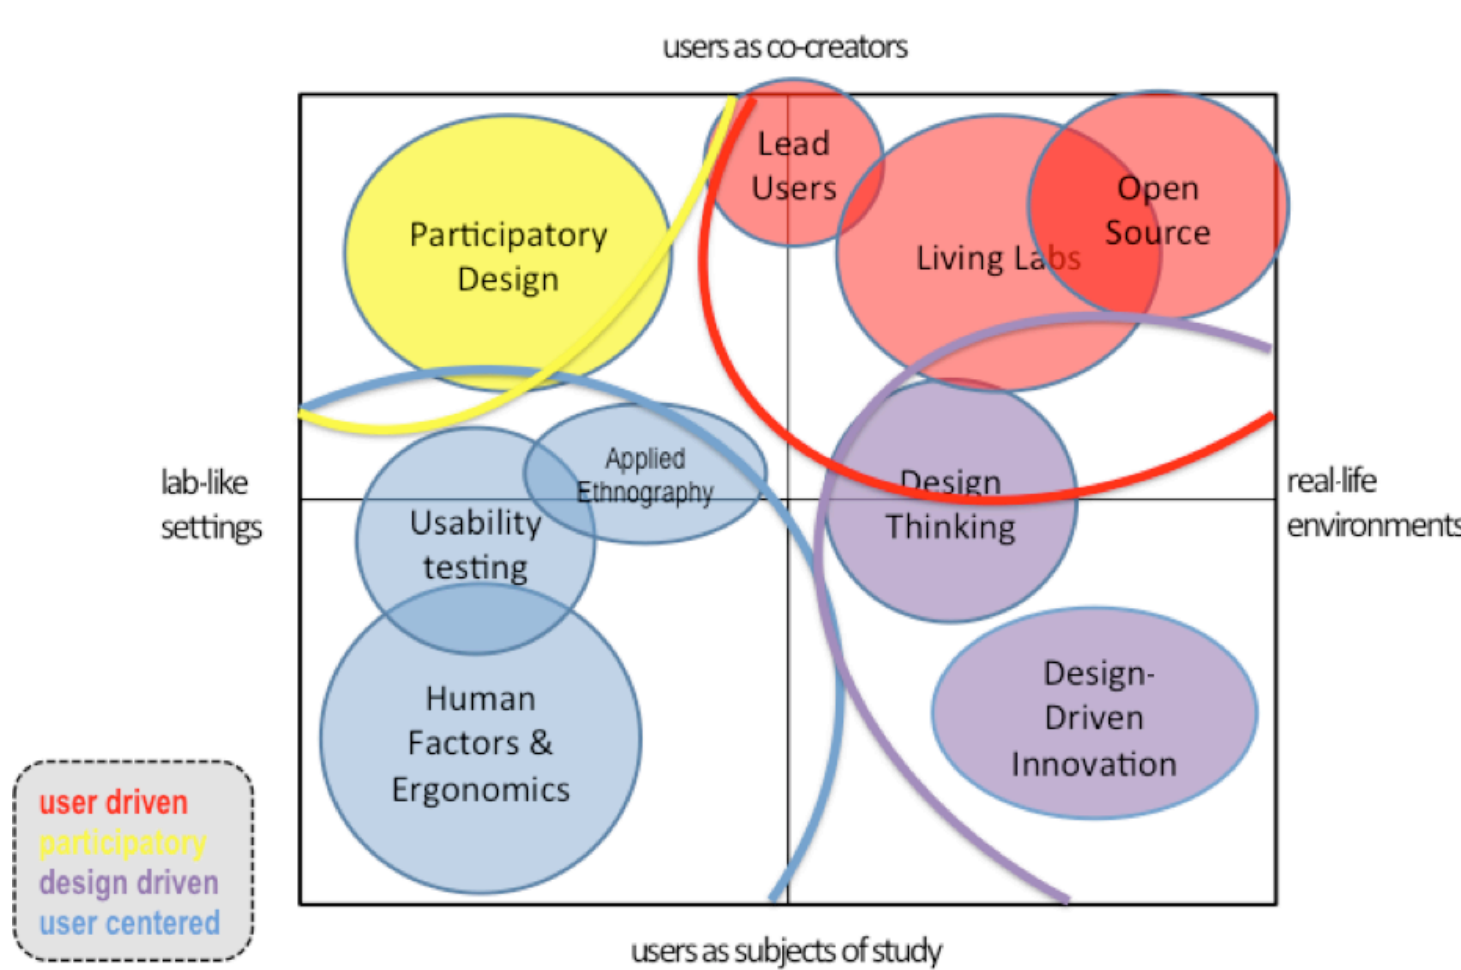 users as co-creators
Lead
Users
Open
Source
Participatory
Design
Living Labs
Applied
Ethnography
lab-like
settings
real-life
environments
Usability
testing
Design
Thinking
Human
Factors &
Ergonomics
Design-
Driven
Innovation
user driven
participatory
design driven
user centered
users as subjects of study